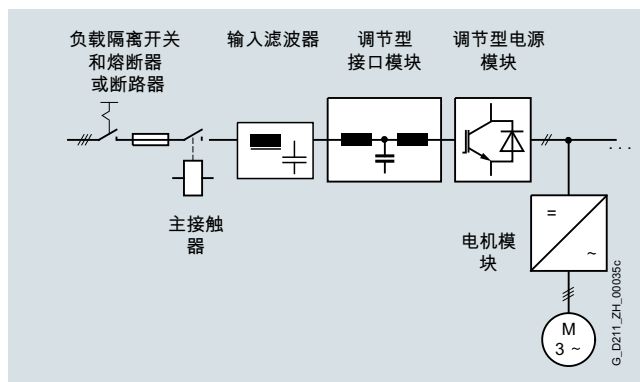 负载隔离开关
和熔断器
或断路器
输入滤波器
调节型
接口模块
调节型电源
模块
主接触
器
...
电机模
块
=
~
M
3 ~
G_D211_ZH_00035c